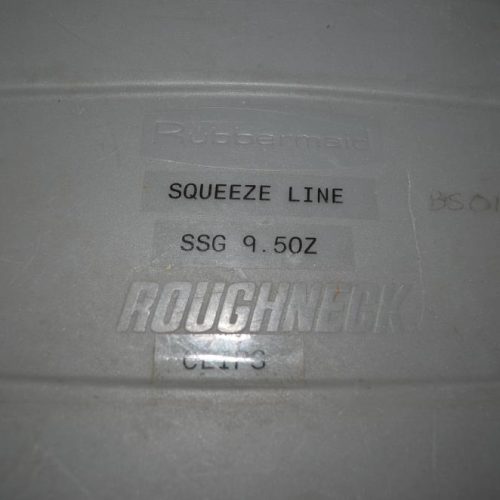 Rubbermaid
SQUEEZE LINE
SSG 9.5OZ
ROUGHNECK
CLIPS